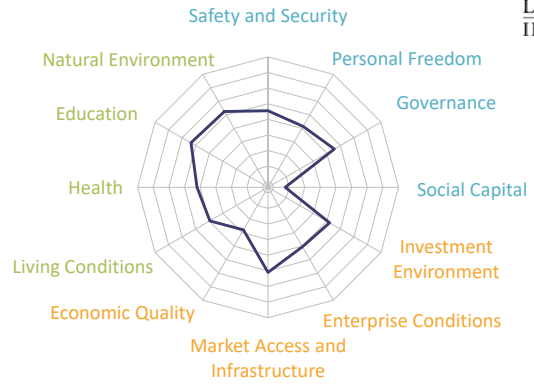 Safety and Security
Personal Freedom
Governance
Social Capital
Investment
Environment
Enterprise Conditions
Market Access and
Infrastructure
Economic Quality
Living Conditions
Health
Education
Natural Environment